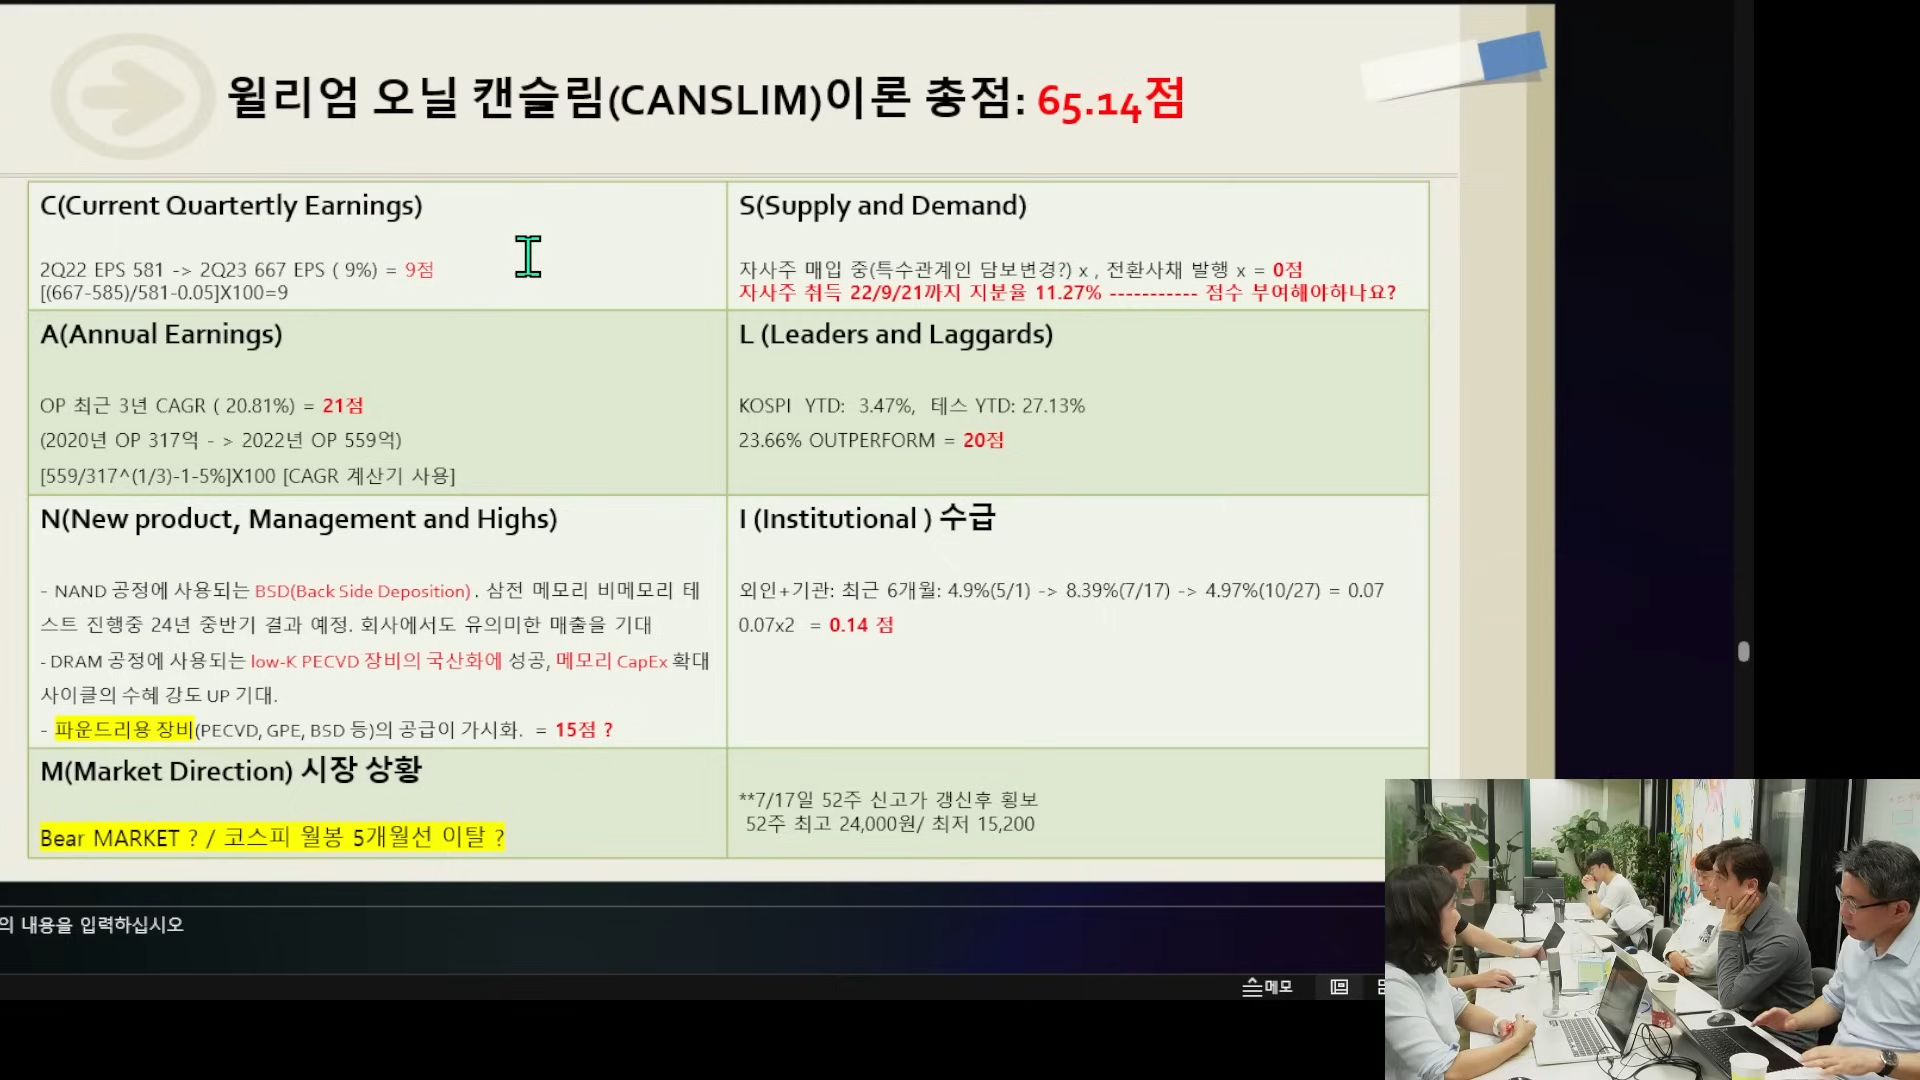 윌리엄 오닐 캔슬림(CANSLIM)이론 총점: 65.14점
C(Current Quartertly Earnings)
2Q22 EPS 581 -> 2Q23 667 EPS ( 9%) = 9점
[(667-585)/581-0.05]X100=9
S(Supply and Demand)
자사주 매입 중(특수관계인 담보변경?) x , 전환사채 발행 x = 0점
자사주 취득 22/9/21까지 지분율 11.27% ----------- 점수 부여해야하나요?
A(Annual Earnings)
OP 최근 3년 CAGR ( 20.81%) = 21점
(2020년 OP 317억 - > 2022년 OP 559억)
[559/317^(1/3)-1-5%]X100 [CAGR 계산기 사용]
L (Leaders and Laggards)
KOSPI YTD: 3.47%, 테스 YTD: 27.13%
23.66% OUTPERFORM = 20점
N(New product, Management and Highs)
- NAND 공정에 사용되는 BSD(Back Side Deposition) . 삼전 메모리 비메모리 테
스트 진행중 24년 중반기 결과 예정. 회사에서도 유의미한 매출을 기대
- DRAM 공정에 사용되는 low-K PECVD 장비의 국산화에 성공, 메모리 CapEx 확대
사이클의 수혜 강도 UP 기대.
- 파운드리용 장비(PECVD, GPE, BSD 등)의 공급이 가시화. = 15점 ?
I (Institutional ) 수급
외인+기관: 최근 6개월: 4.9%(5/1) -> 8.39%(7/17) -> 4.97%(10/27) = 0.07
0.07x2 = 0.14 점
M(Market Direction) 시장 상황
Bear MARKET ? / 코스피 월봉 5개월선 이탈 ?
**7/17일 52주 신고가 갱신후 횡보
52주 최고 24,000원/ 최저 15,200
의 내용을 입력하십시오
메모